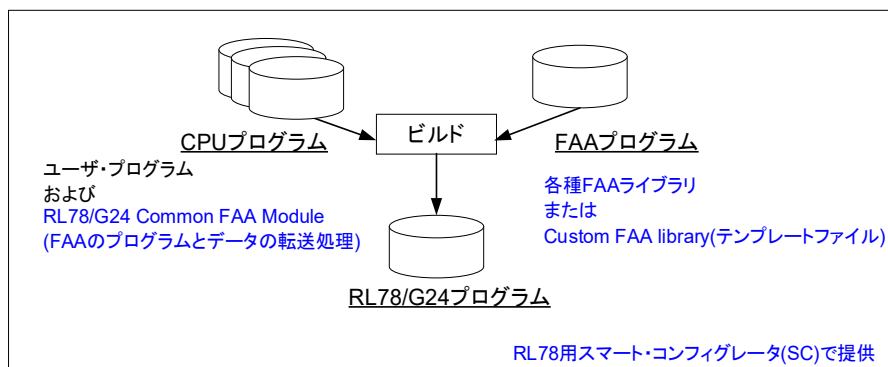 CPUプログラム
ビルド
FAAプログラム
ユーザ・プログラム
および
RL78/G24 Common FAA Module
(FAAのプログラムとデータの転送処理)
各種FAAライブラリ
または
Custom FAA library(テンプレートファイル)
RL78/G24プログラム
RL78用スマート・コンフィグレータ(SC)で提供